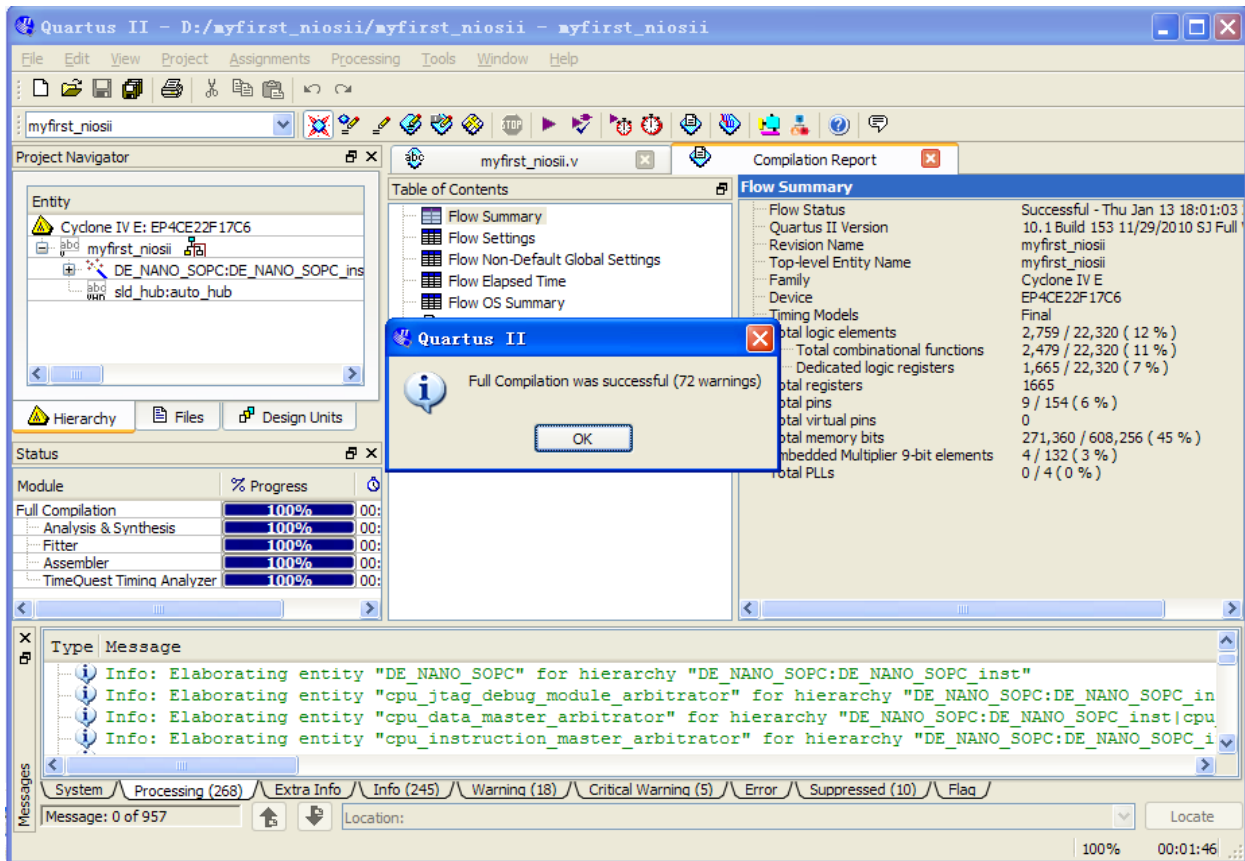 Quartus II - D:/myfirst_niosii/myfirst_niosii - myfirst_niosii
File Edit View Project Assignments Processing Tools Window Help
myfirst_niosii
STOP
Project Navigator
Entity
Cyclone IV E: EP4CE22F17C6
abd myfirst_niosii
DE_NANO_SOPC:DE_NANO_SOPC_ins
sld_hub:auto_hub
Hierarchy Files Design Units
Status
Module % Progress
Full Compilation 100% 00:
Analysis & Synthesis 100% 00:
Fitter 100% 00:
Assembler 100% 00:
TimeQuest Timing Analyzer 100% 00:
abc myfirst_niosii.v Compilation Report
Table of Contents
Flow Summary
Flow Settings
Flow Non-Default Global Settings
Flow Elapsed Time
Flow OS Summary
Flow Summary
Flow Status Successful - Thu Jan 13 18:01:03
Quartus II Version 10.1 Build 153 11/29/2010 SJ Full
Revision Name myfirst_niosii
Top-level Entity Name myfirst_niosii
Family Cyclone IV E
Device EP4CE22F17C6
Timing Models Final
otal logic elements 2,759 / 22,320 ( 12 % )
Total combinational functions 2,479 / 22,320 ( 11 % )
Dedicated logic registers 1,665 / 22,320 ( 7 % )
otal registers 1665
otal pins 9 / 154 ( 6 % )
otal virtual pins 0
otal memory bits 271,360 / 608,256 ( 45 % )
mbedded Multiplier 9-bit elements 4 / 132 ( 3 % )
Total PLLs 0 / 4 ( 0 % )
Quartus II
Full Compilation was successful (72 warnings)
OK
Type Message
Info: Elaborating entity "DE_NANO_SOPC" for hierarchy "DE_NANO_SOPC:DE_NANO_SOPC_inst"
Info: Elaborating entity "cpu_jtag_debug_module_arbitrator" for hierarchy "DE_NANO_SOPC:DE_NANO_SOPC_in
Info: Elaborating entity "cpu_data_master_arbitrator" for hierarchy "DE_NANO_SOPC:DE_NANO_SOPC_inst|cpu
Info: Elaborating entity "cpu_instruction_master_arbitrator" for hierarchy "DE_NANO_SOPC:DE_NANO_SOPC_i
Messages
System Processing (268) Extra Info Info (245) Warning (18) Critical Warning (5) Error Suppressed (10) Flag
Message: 0 of 957 Location: Locate
100% 00:01:46